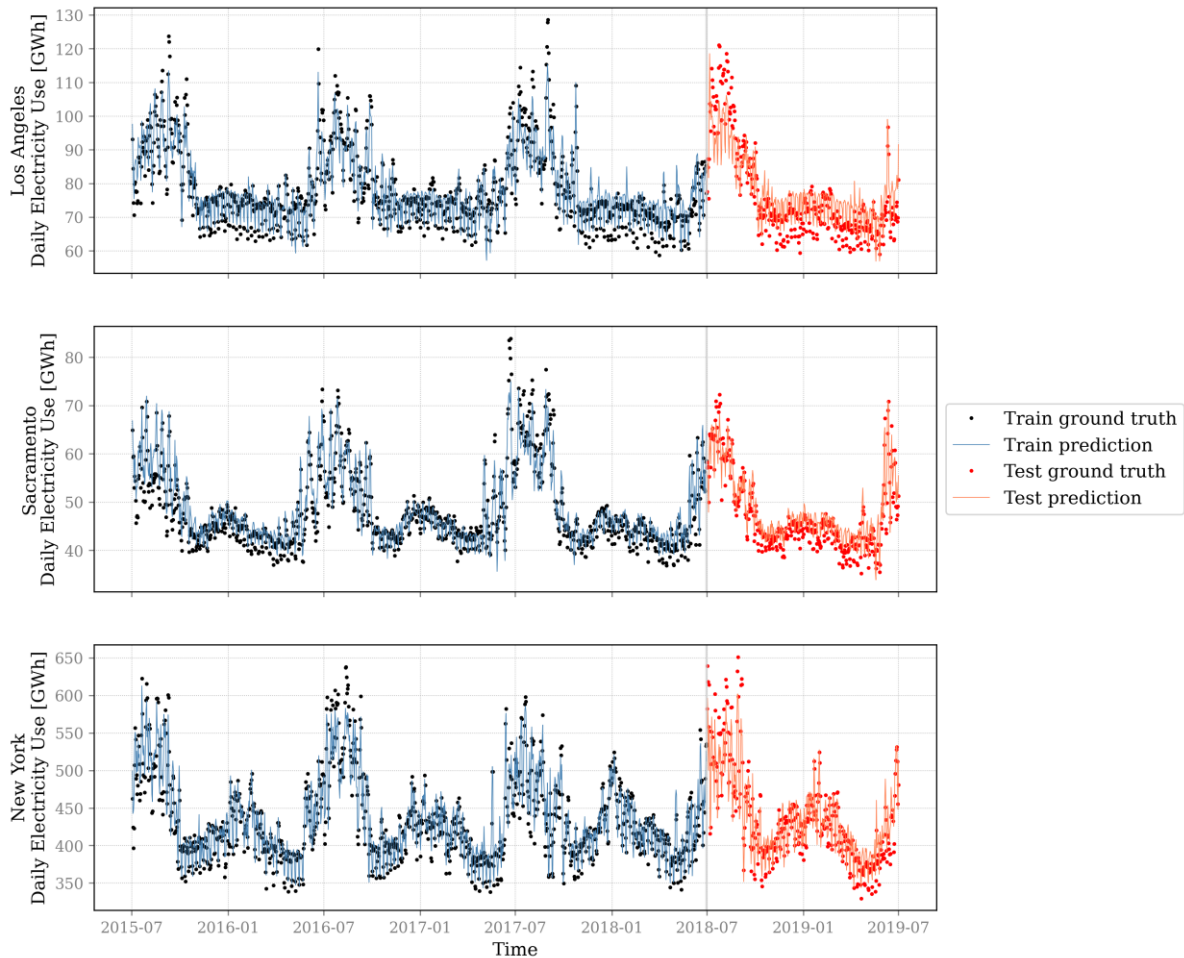 130
120
110
100
90
80
70
60
Los Angeles
Daily Electricity Use [GWh]
80
70
60
50
40
Sacramento
Daily Electricity Use [GWh]
Train ground truth
Train prediction
Test ground truth
Test prediction
650
600
550
500
450
400
350
New York
Daily Electricity Use [GWh]
2015-07 2016-01 2016-07 2017-01 2017-07 2018-01 2018-07 2019-01 2019-07
Time